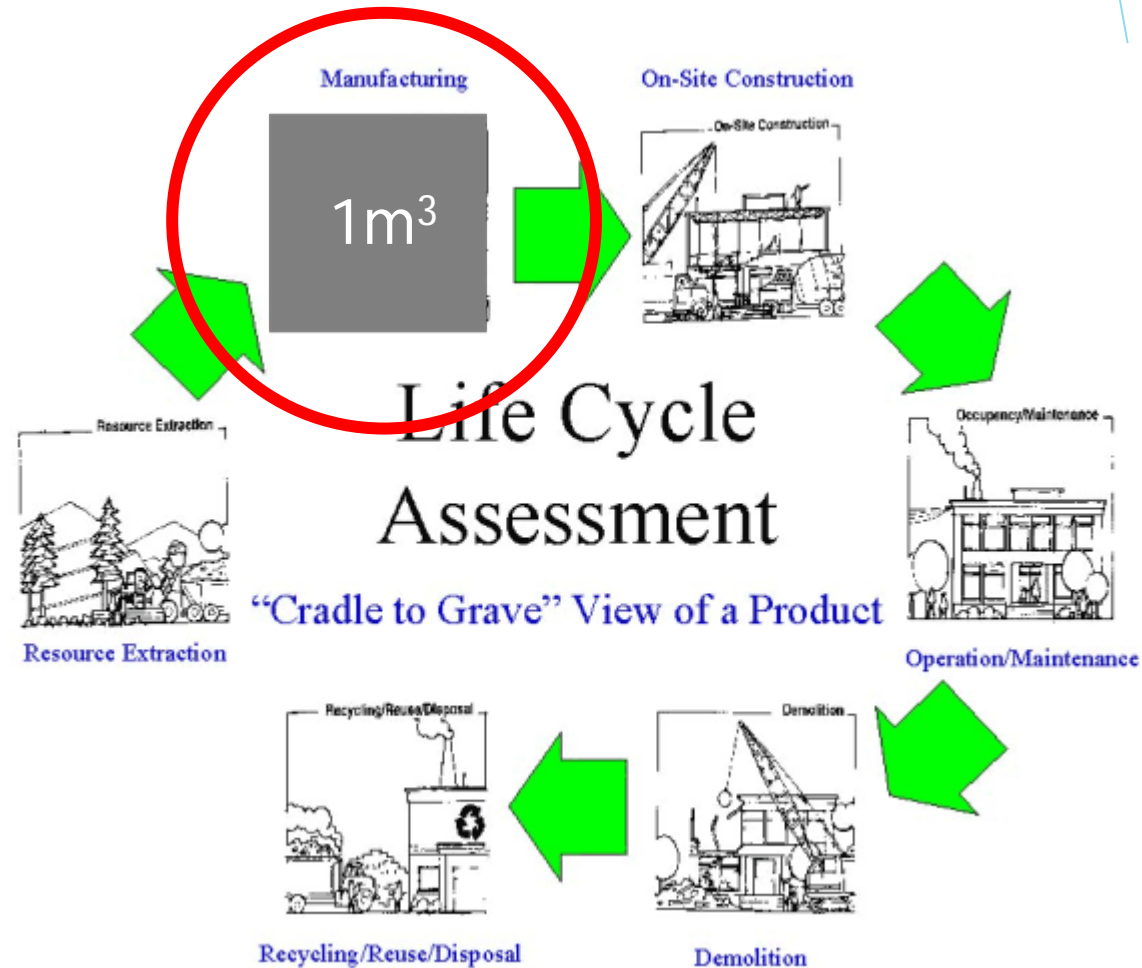 Manufacturing
On-Site Construction
On-Site Construction
1m³
Life Cycle
Assessment
“Cradle to Grave” View of a Product
Resource Extraction
Resource Extraction
Occupency/Maintenance
Operation/Maintenance
Recycling/Reuse/Disposal
Demolition
Recycling/Reuse/Disposal
Demolition